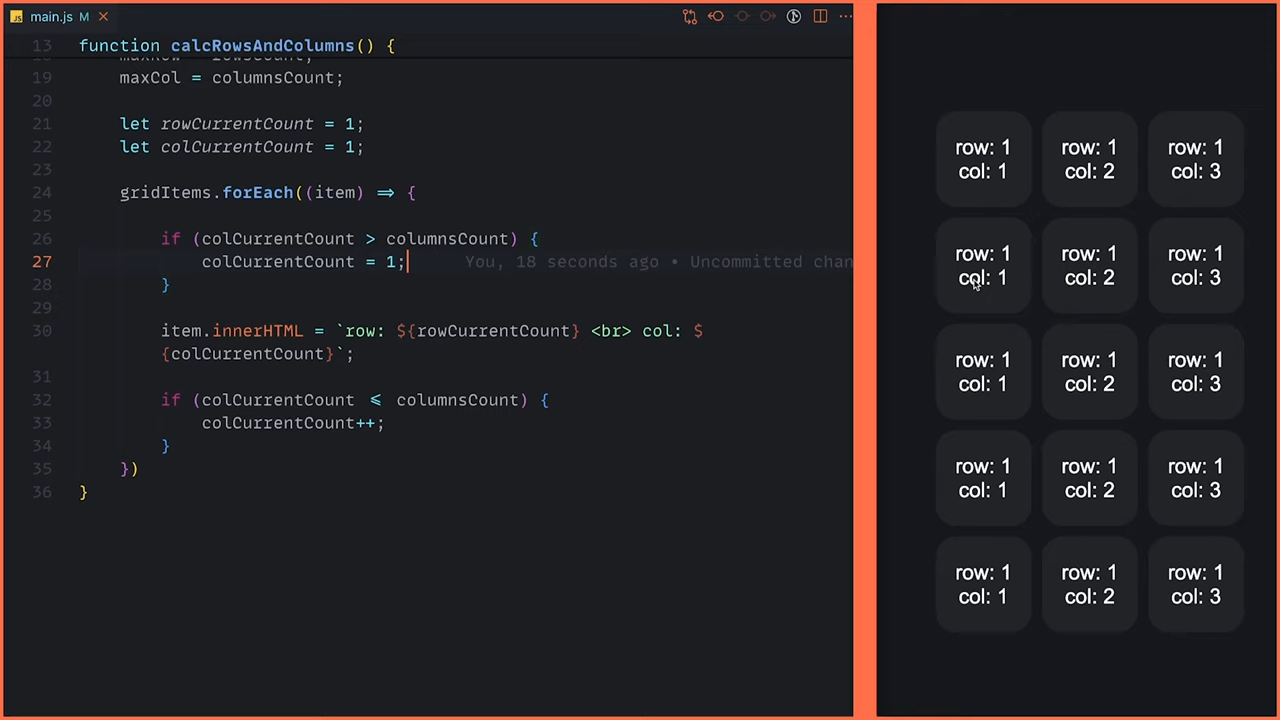 main.js M
13 function calcRowsAndColumns() {
19 maxCol = columnsCount;
20
21 let rowCurrentCount = 1;
22 let colCurrentCount = 1;
23
24 gridItems.forEach((item) => {
25
26 if (colCurrentCount > columnsCount) {
27 colCurrentCount = 1; You, 18 seconds ago • Uncommitted chan
28 }
29
30 item.innerHTML = `row: ${rowCurrentCount} <br> col: $
{colCurrentCount}`;
31
32 if (colCurrentCount <= columnsCount) {
33 colCurrentCount++;
34 }
35 })
36 }
row: 1
col: 1
row: 1
col: 2
row: 1
col: 3
row: 1
col: 1
row: 1
col: 2
row: 1
col: 3
row: 1
col: 1
row: 1
col: 2
row: 1
col: 3
row: 1
col: 1
row: 1
col: 2
row: 1
col: 3
row: 1
col: 1
row: 1
col: 2
row: 1
col: 3